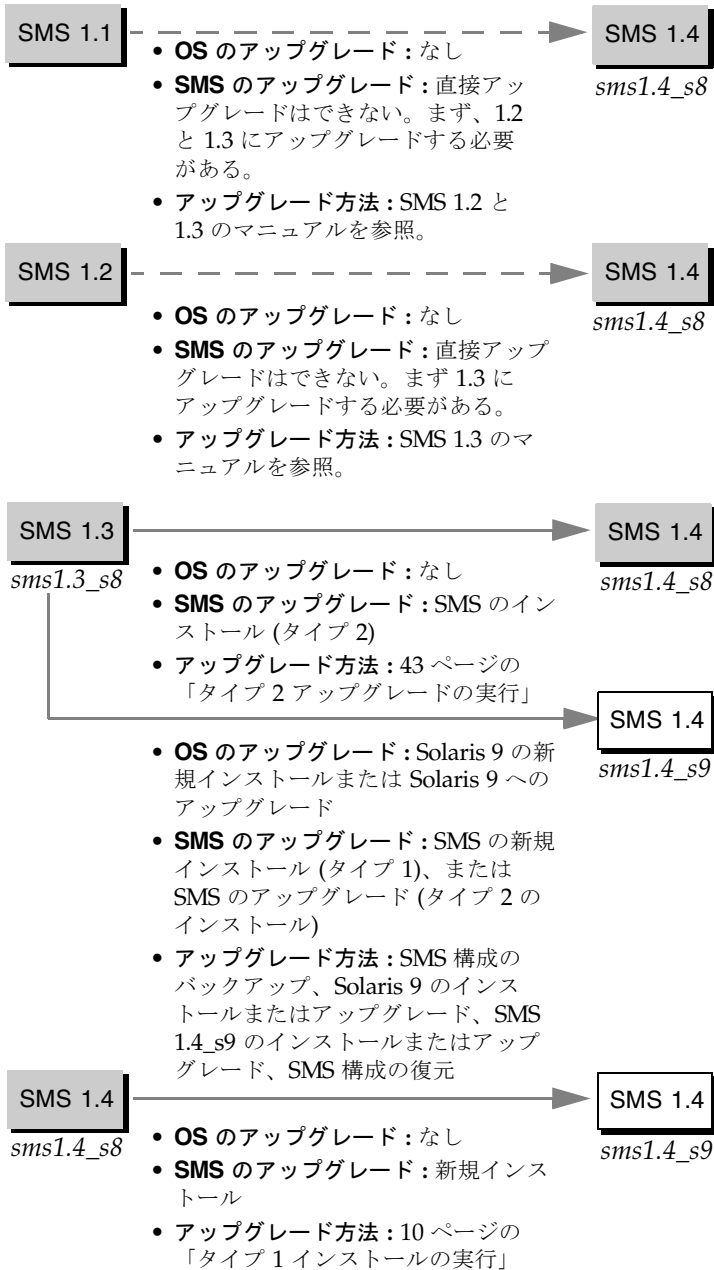 SMS 1.1
SMS 1.4
sms1.4_s8
• OS のアップグレード : なし
• SMS のアップグレード : 直接アッ
プグレードはできない。まず、1.2
と 1.3 にアップグレードする必要
がある。
• アップグレード方法 : SMS 1.2 と
1.3 のマニュアルを参照。
SMS 1.2
SMS 1.4
sms1.4_s8
• OS のアップグレード : なし
• SMS のアップグレード : 直接アップ
グレードはできない。まず 1.3 に
アップグレードする必要がある。
• アップグレード方法 : SMS 1.3 のマ
ニュアルを参照。
SMS 1.3
sms1.3_s8
SMS 1.4
sms1.4_s8
• OS のアップグレード : なし
• SMS のアップグレード : SMS のイン
ストール (タイプ 2)
• アップグレード方法 : 43 ページの
「タイプ 2 アップグレードの実行」
SMS 1.4
sms1.4_s9
• OS のアップグレード : Solaris 9 の新
規インストールまたは Solaris 9 への
アップグレード
• SMS のアップグレード : SMS の新規
インストール (タイプ 1)、または
SMS のアップグレード (タイプ 2 の
インストール)
• アップグレード方法 : SMS 構成の
バックアップ、Solaris 9 のインス
トールまたはアップグレード、SMS
1.4_s9 のインストールまたはアップ
グレード、SMS 構成の復元
SMS 1.4
sms1.4_s8
SMS 1.4
sms1.4_s9
• OS のアップグレード : なし
• SMS のアップグレード : 新規インス
トール
• アップグレード方法 : 10 ページの
「タイプ 1 インストールの実行」